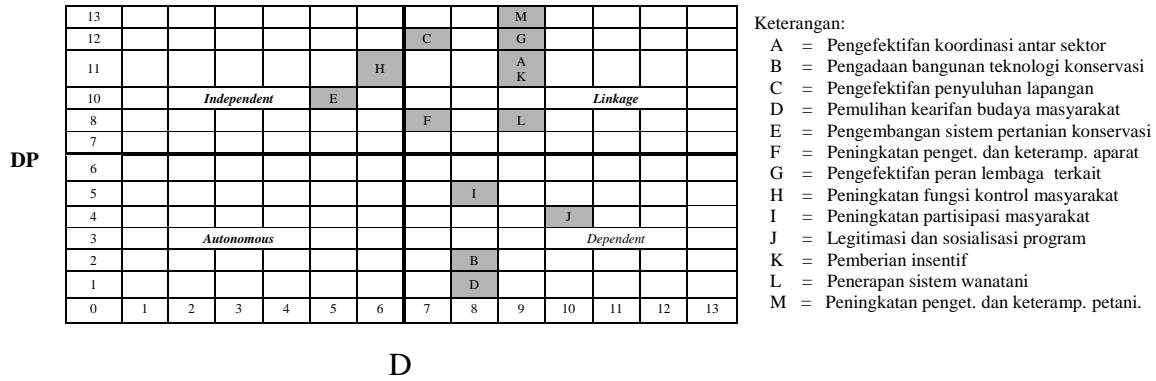 13 M
12 C G
11 H A
K
10 Independent E Linkage
8 F L
7
DP
6
5 I
4 J
3 Autonomous Dependent
2 B
1 D
0 1 2 3 4 5 6 7 8 9 10 11 12 13
D
Keterangan:
A = Pengefektifan koordinasi antar sektor
B = Pengadaan bangunan teknologi konservasi
C = Pengefektifan penyuluhan lapangan
D = Pemulihan kearifan budaya masyarakat
E = Pengembangan sistem pertanian konservasi
F = Peningkatan penget. dan keteramp. aparat
G = Pengefektifan peran lembaga terkait
H = Peningkatan fungsi kontrol masyarakat
I = Peningkatan partisipasi masyarakat
J = Legitimasi dan sosialisasi program
K = Pemberian insentif
L = Penerapan sistem wanatani
M = Peningkatan penget. dan keteramp. petani.